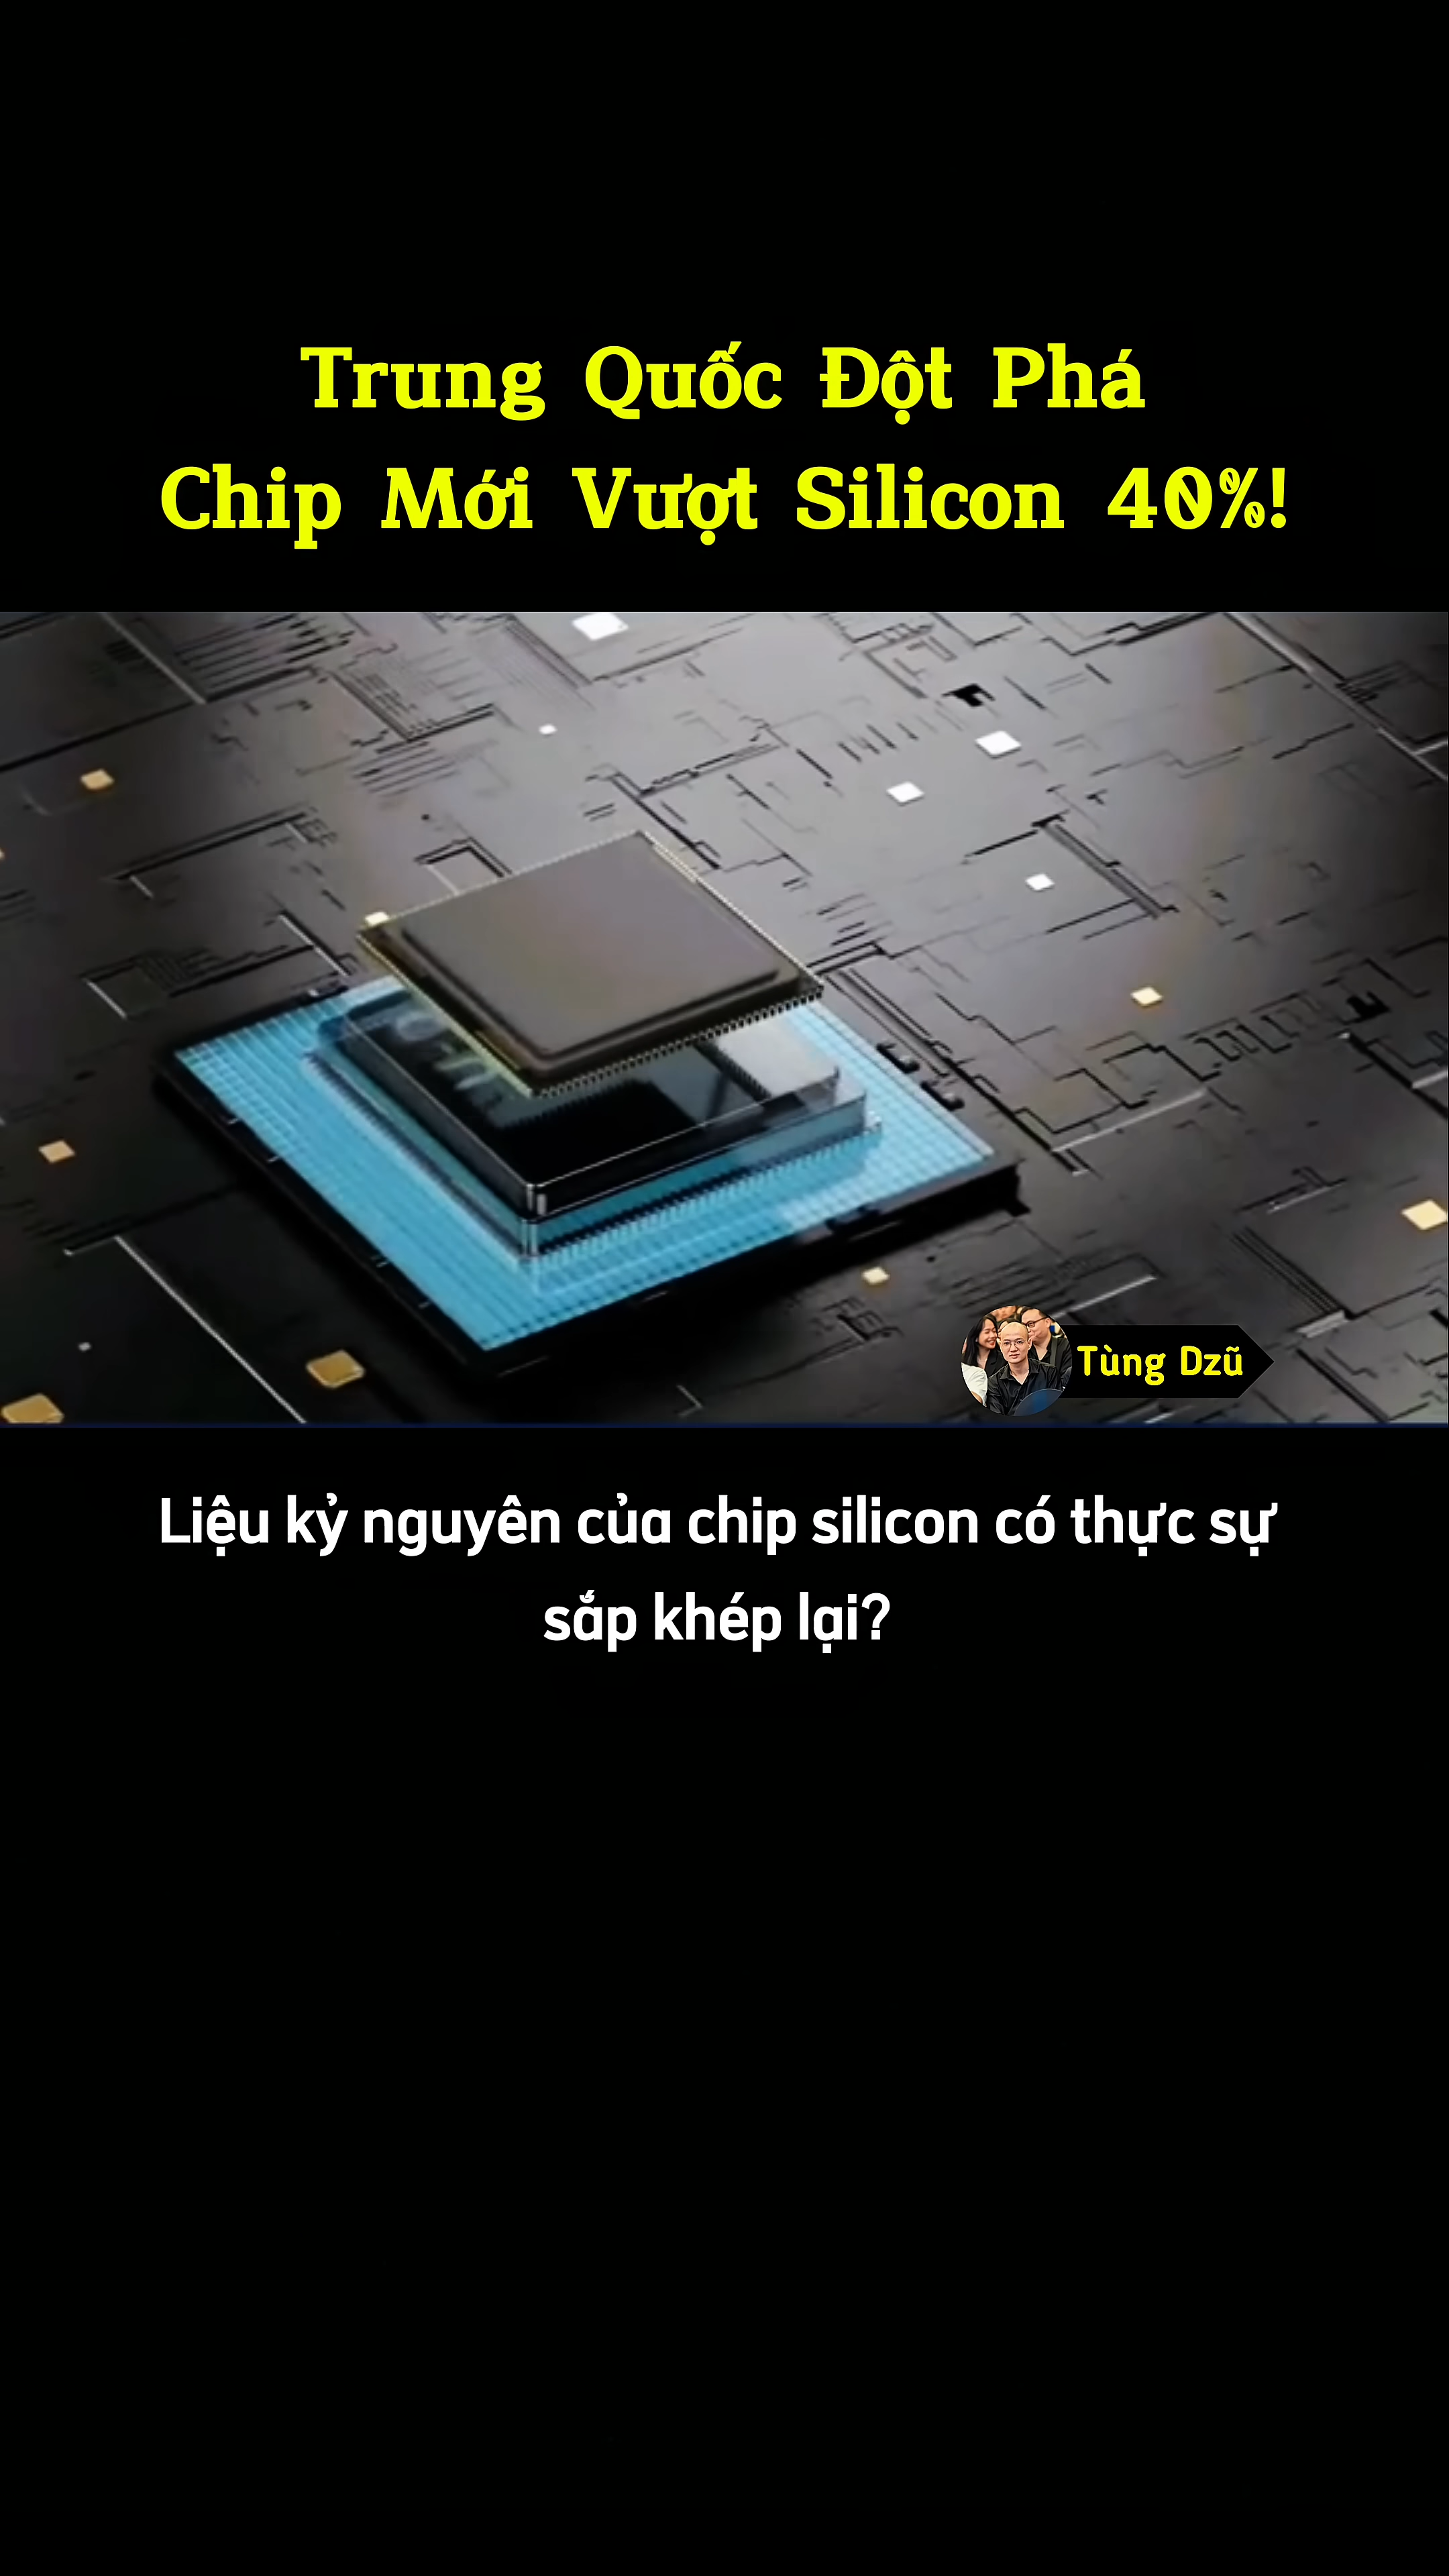 Trung Quốc Đột Phá
Chip Mới Vượt Silicon 40%!
Tùng Dzũ
Liệu kỷ nguyên của chip silicon có thực sự
sắp khép lại?